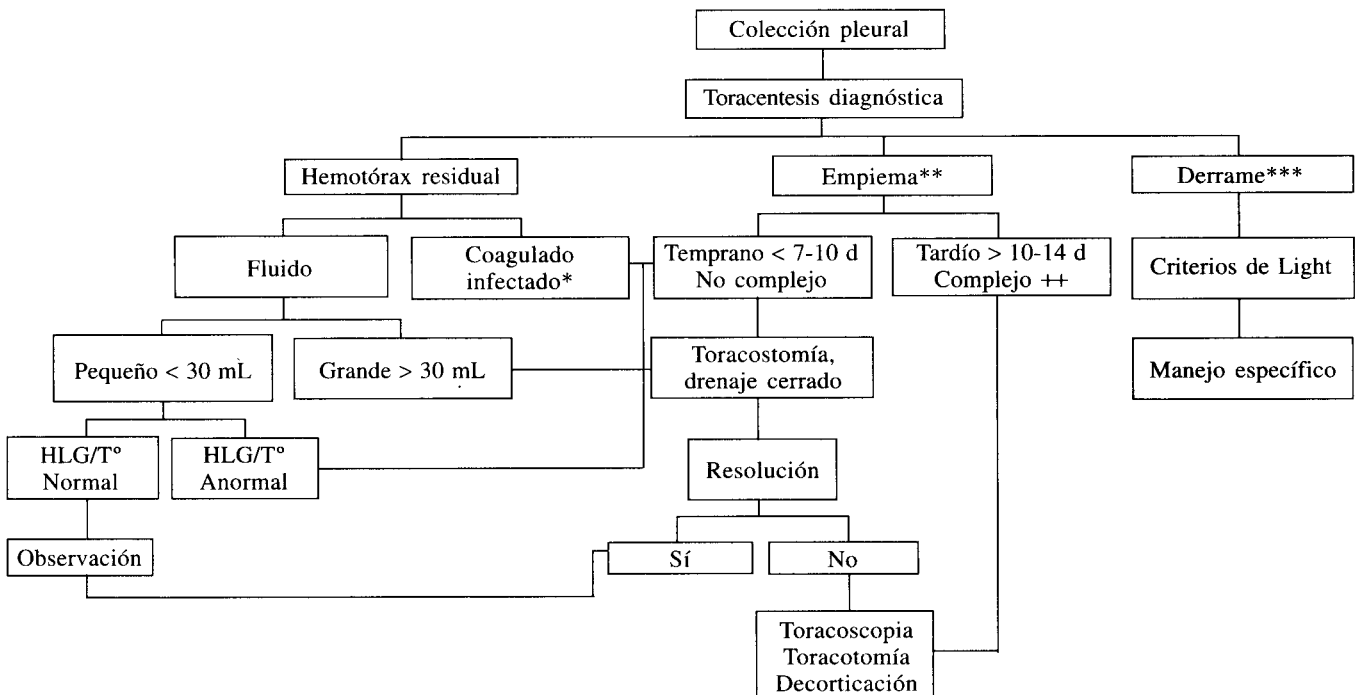 Colección pleural
Toracentesis diagnóstica
Hemotórax residual
Empiema**
Derrame***
Fluido
Coagulado
infectado*
Temprano < 7-10 d
No complejo
Tardío > 10-14 d
Complejo ++
Criterios de Light
Pequeño < 30 mL
Grande > 30 mL
Toracostomía,
drenaje cerrado
Manejo específico
HLG/Tº
Normal
HLG/Tº
Anormal
Resolución
Observación
Sí
No
Toracoscopia
Toracotomía
Decorticación